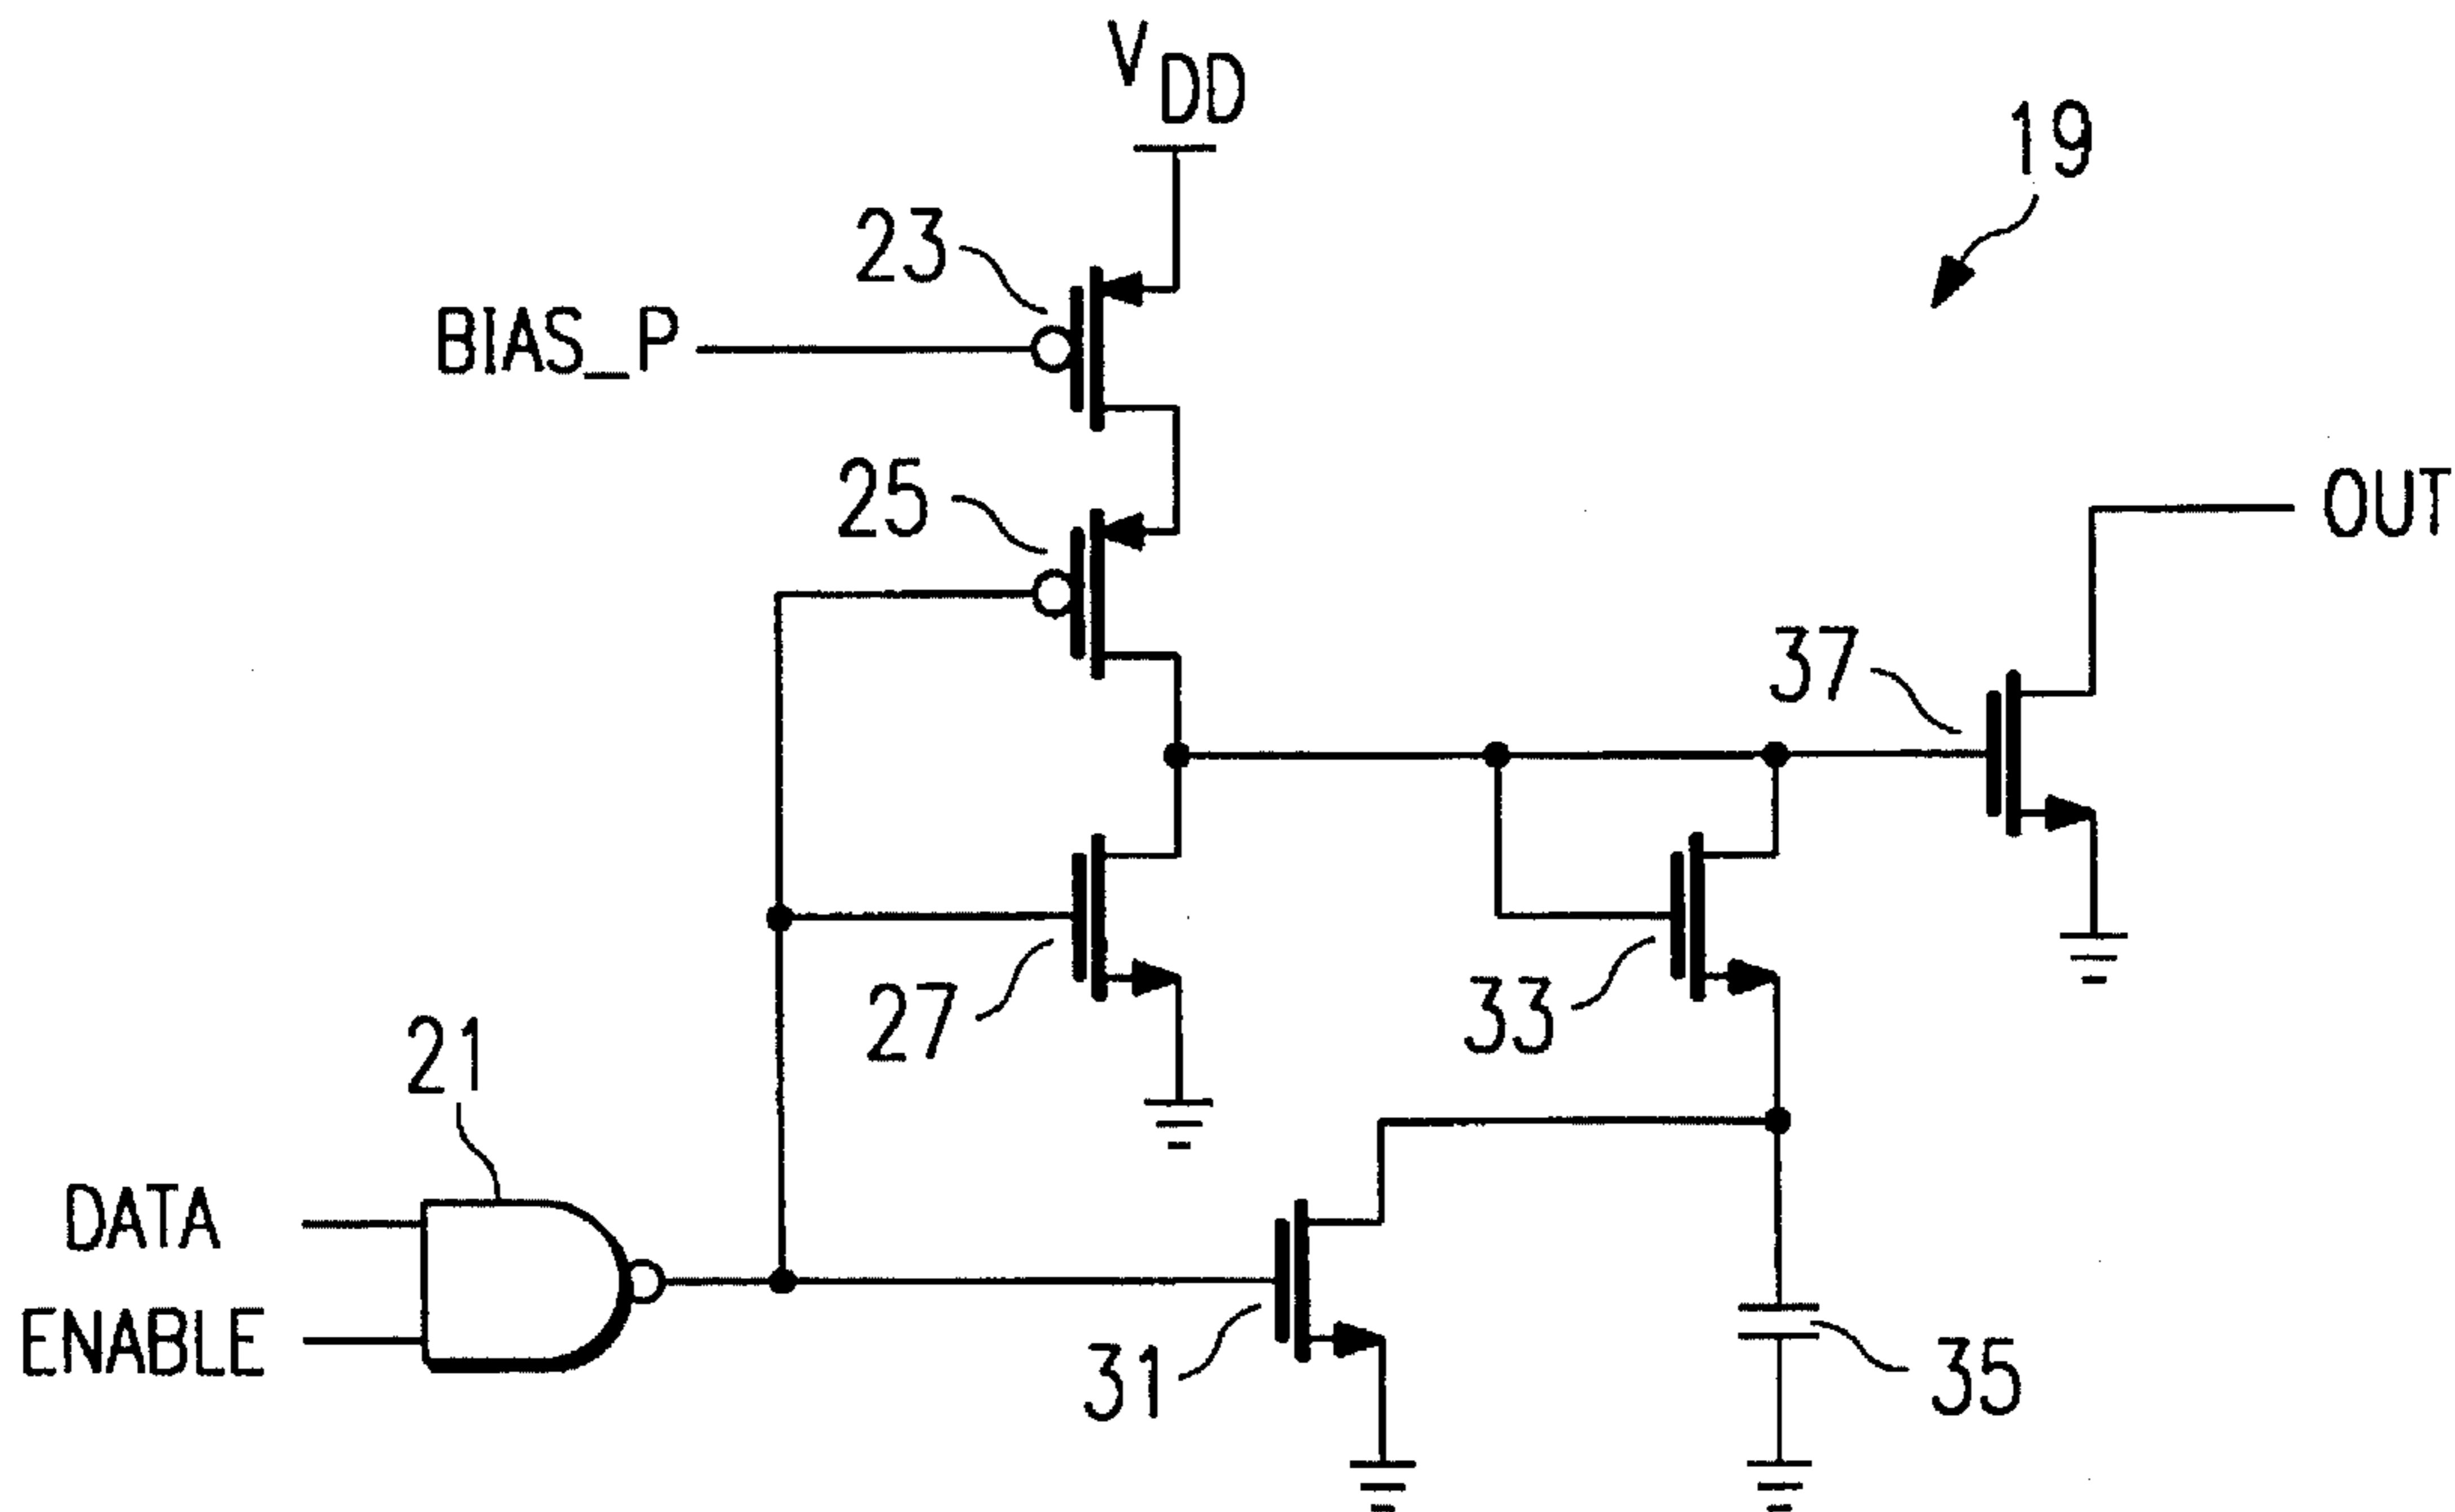 VDD
19
23
BIAS_P
25
OUT
37
27
33
21
DATA
ENABLE
31
35